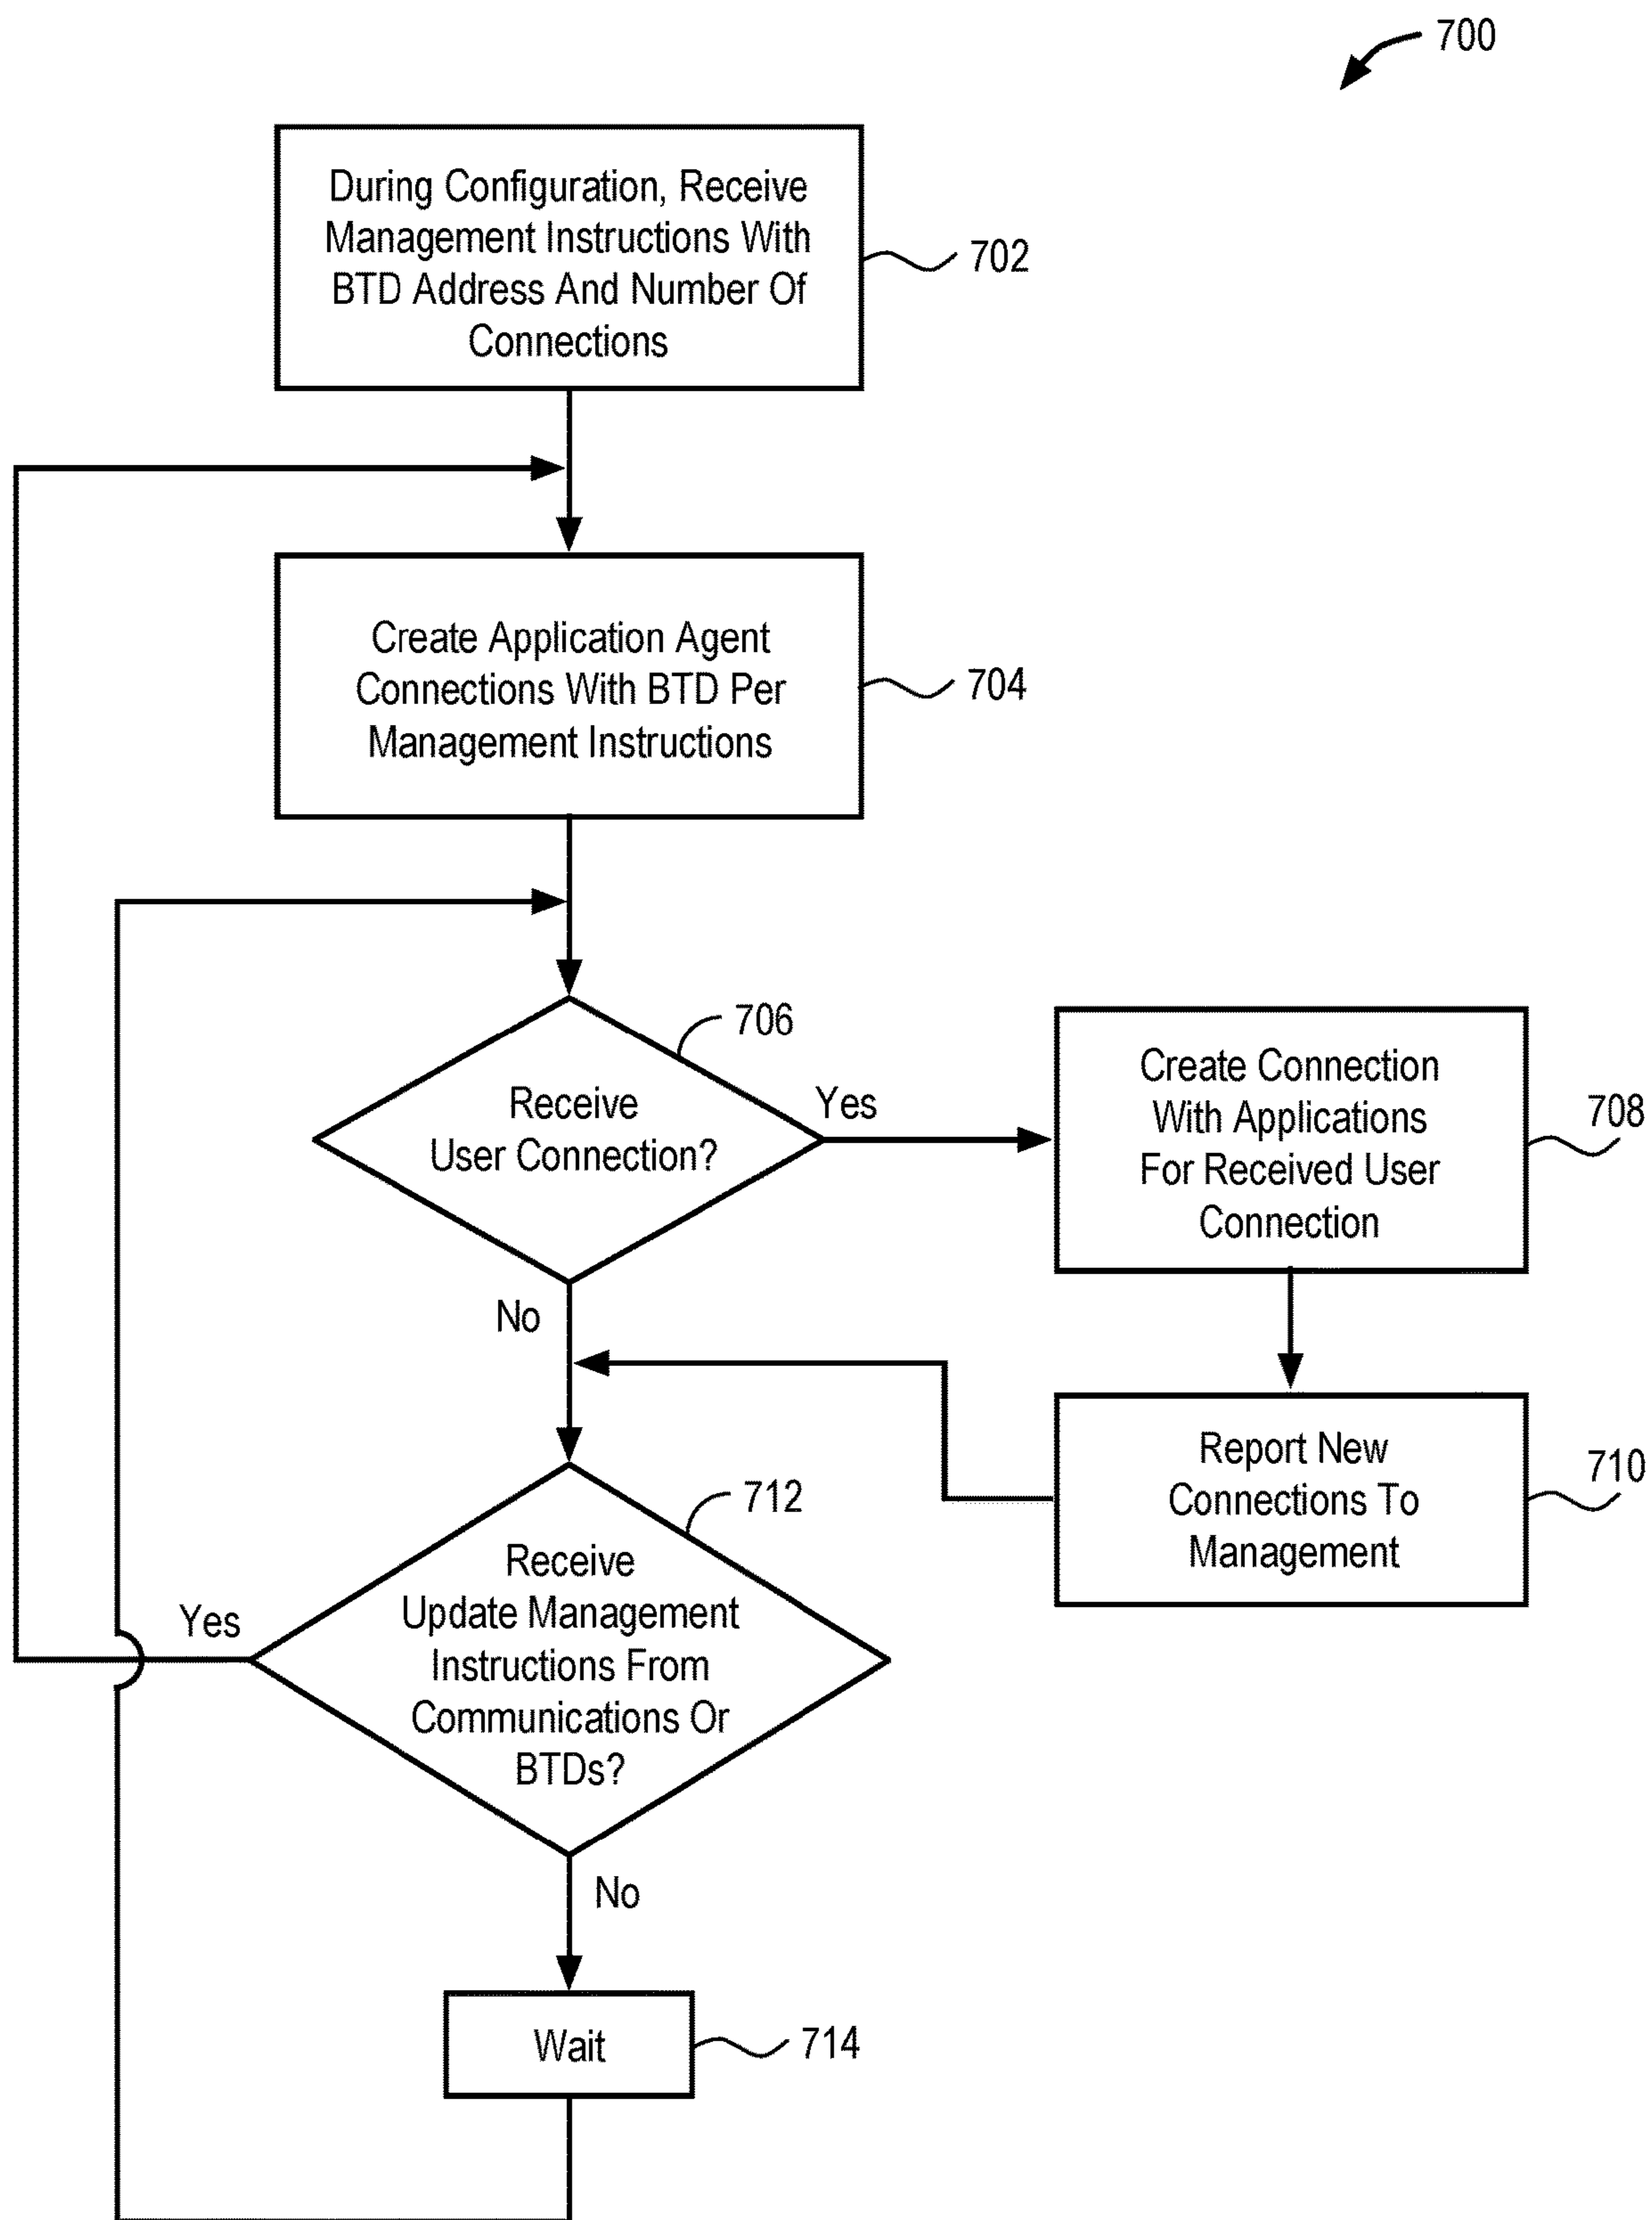 700
During Configuration, Receive
Management Instructions With
BTD Address And Number Of
Connections
702
Create Application Agent
Connections With BTD Per
Management Instructions
704
706
Receive
User Connection?
Yes
No
Create Connection
With Applications
For Received User
Connection
708
Report New
Connections To
Management
710
712
Receive
Update Management
Instructions From
Communications Or
BTDs?
Yes
No
Wait
714